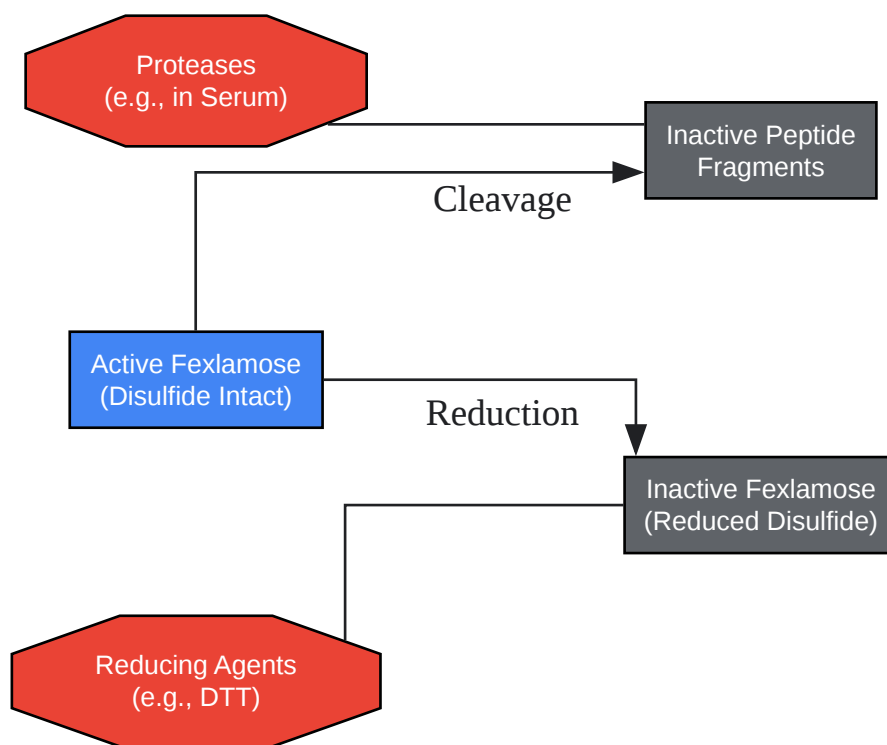 Proteases
(e.g., in Serum)
Inactive Peptide
Fragments
Cleavage
Active Fexlamose
(Disulfide Intact)
Reduction
Inactive Fexlamose
(Reduced Disulfide)
Reducing Agents
(e.g., DTT)